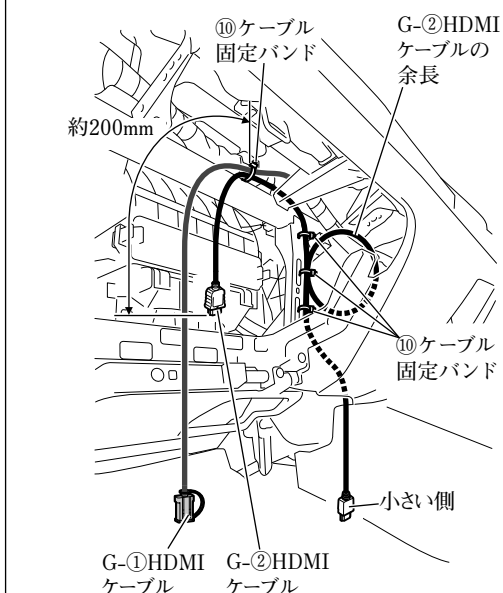 ⑩ケーブル
固定バンド
G-②HDMI
ケーブルの
余長
約200mm
⑩ケーブル
固定バンド
小さい側
G-①HDMI
ケーブル
G-②HDMI
ケーブル